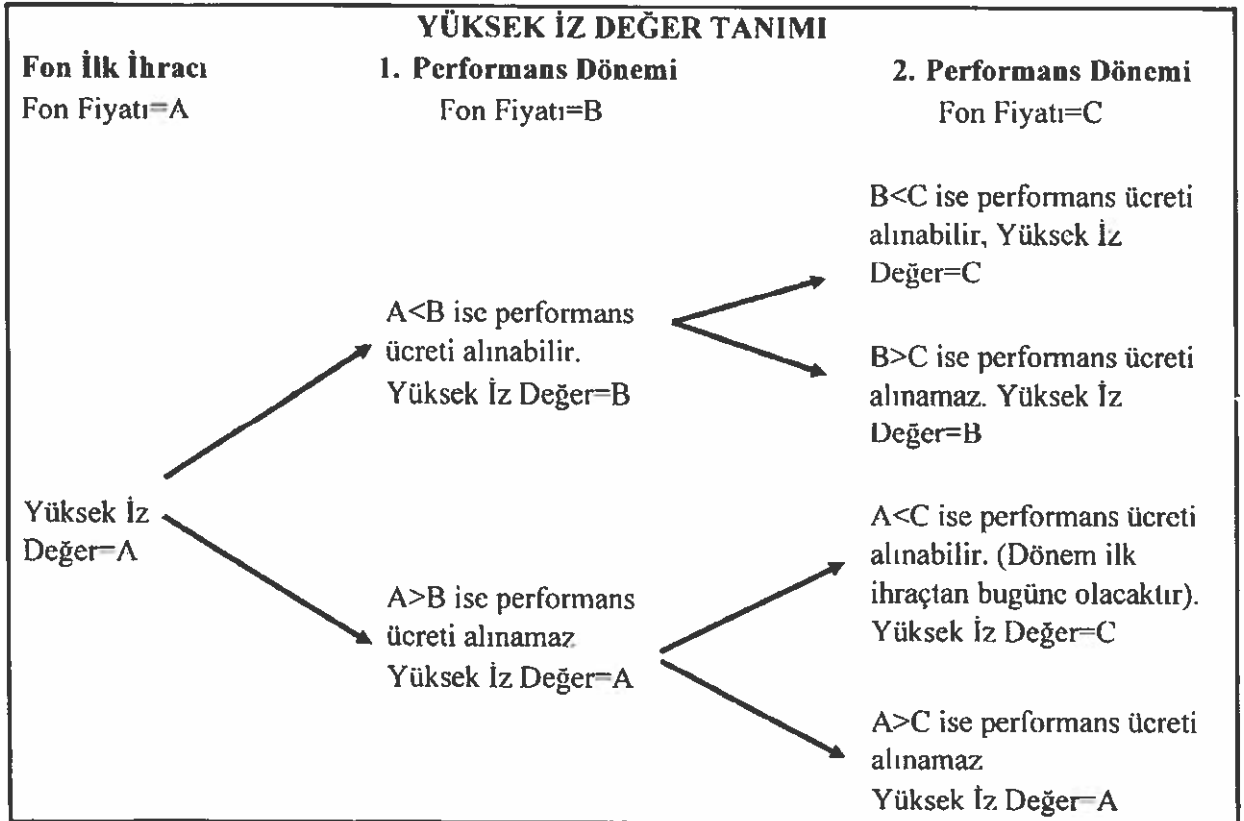 YÜKSEK İZ DEĞER TANIMI
Fon İlk İhracı
Fon Fiyatı=A
1. Performans Dönemi
Fon Fiyatı=B
2. Performans Dönemi
Fon Fiyatı=C
Yüksek İz
Değer=A
A<B ise performans
ücreti alınabilir.
Yüksek İz Değer=B
A>B ise performans
ücreti alınamaz
Yüksek İz Değer=A
B<C ise performans ücreti
alınabilir, Yüksek İz
Değer=C
B>C ise performans ücreti
alınamaz. Yüksek İz
Değer=B
A<C ise performans ücreti
alınabilir. (Dönem ilk
ihraçtan bugüne olacaktır).
Yüksek İz Değer=C
A>C ise performans ücreti
alınamaz
Yüksek İz Değer=A